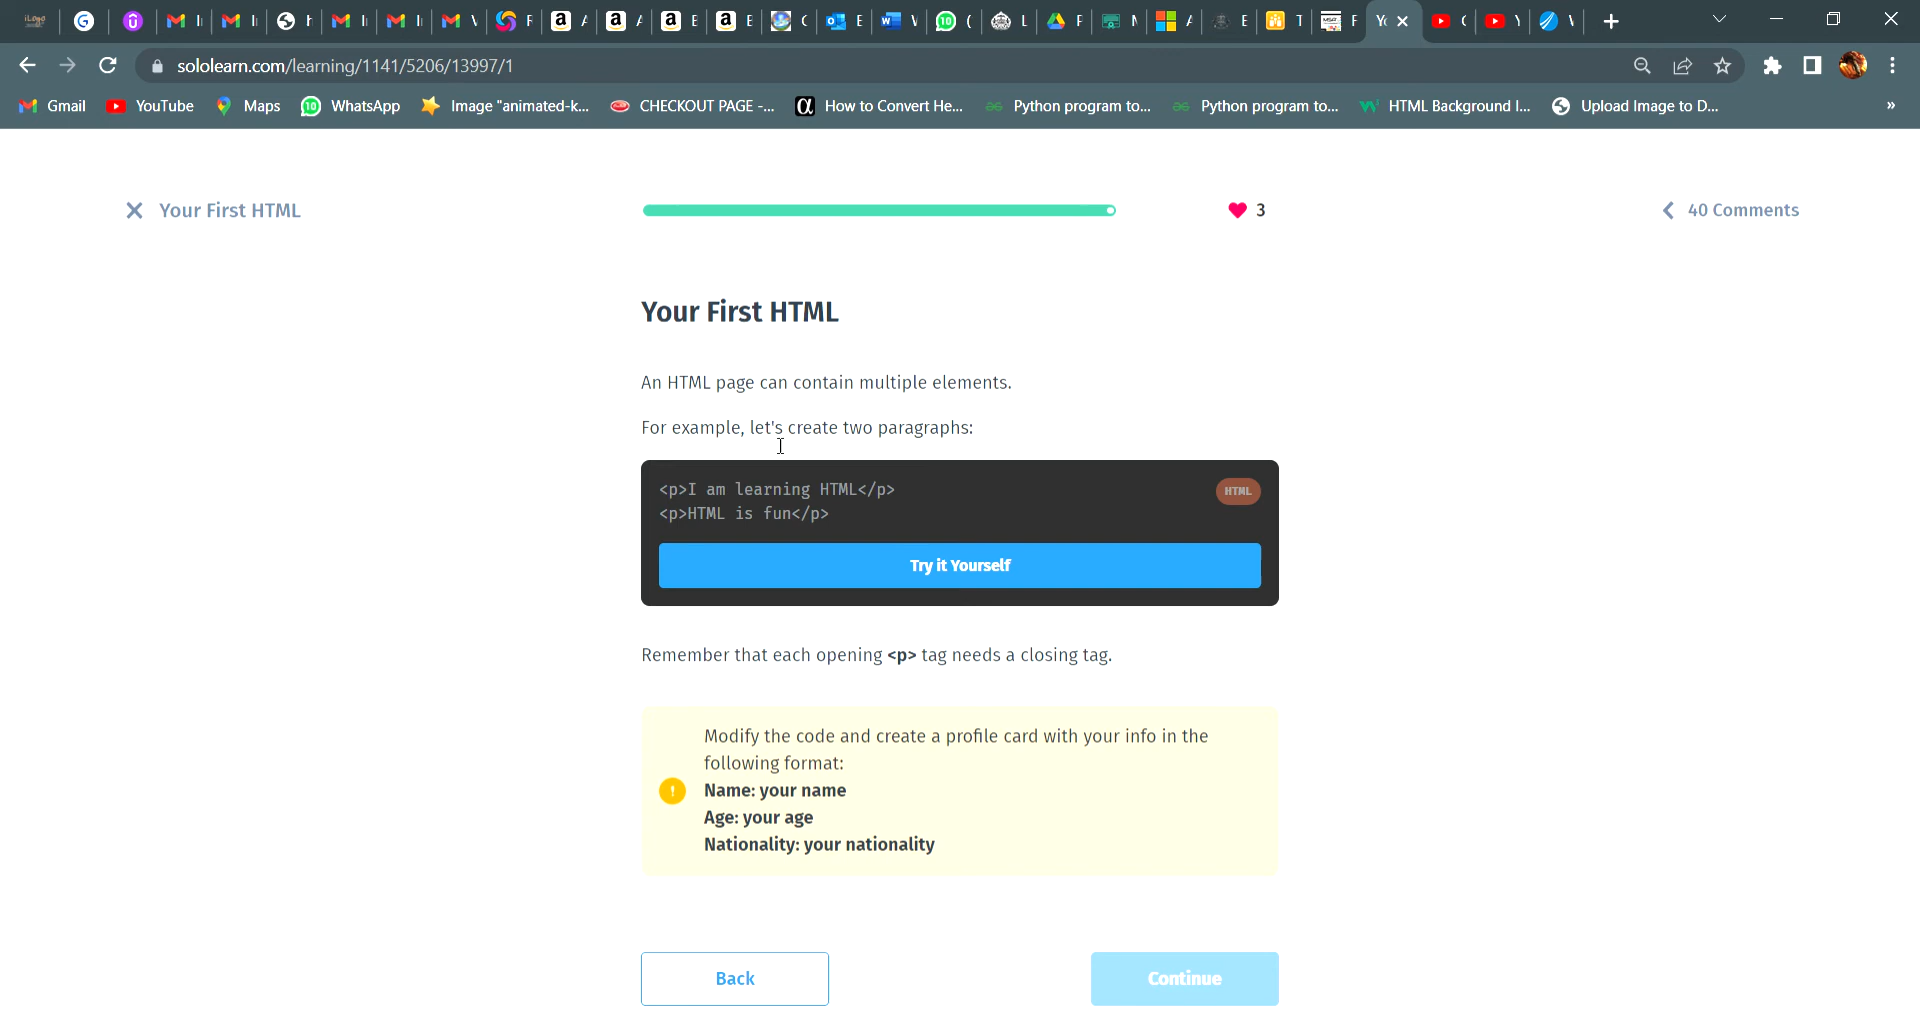 sololearn.com/learning/1141/5206/13997/1
Gmail YouTube Maps WhatsApp Image "animated-k... CHECKOUT PAGE -... How to Convert He... Python program to... Python program to... HTML Background I... Upload Image to D... »
Your First HTML
3
40 Comments
Your First HTML
An HTML page can contain multiple elements.
For example, let's create two paragraphs:
<p>I am learning HTML</p>
HTML
<p>HTML is fun</p>
Try it Yourself
Remember that each opening <p> tag needs a closing tag.
Modify the code and create a profile card with your info in the
following format:
Name: your name
Age: your age
Nationality: your nationality
Back
Continue